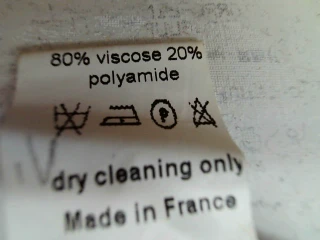 80% viscose 20%
polyamide
P
dry cleaning only
Made in France